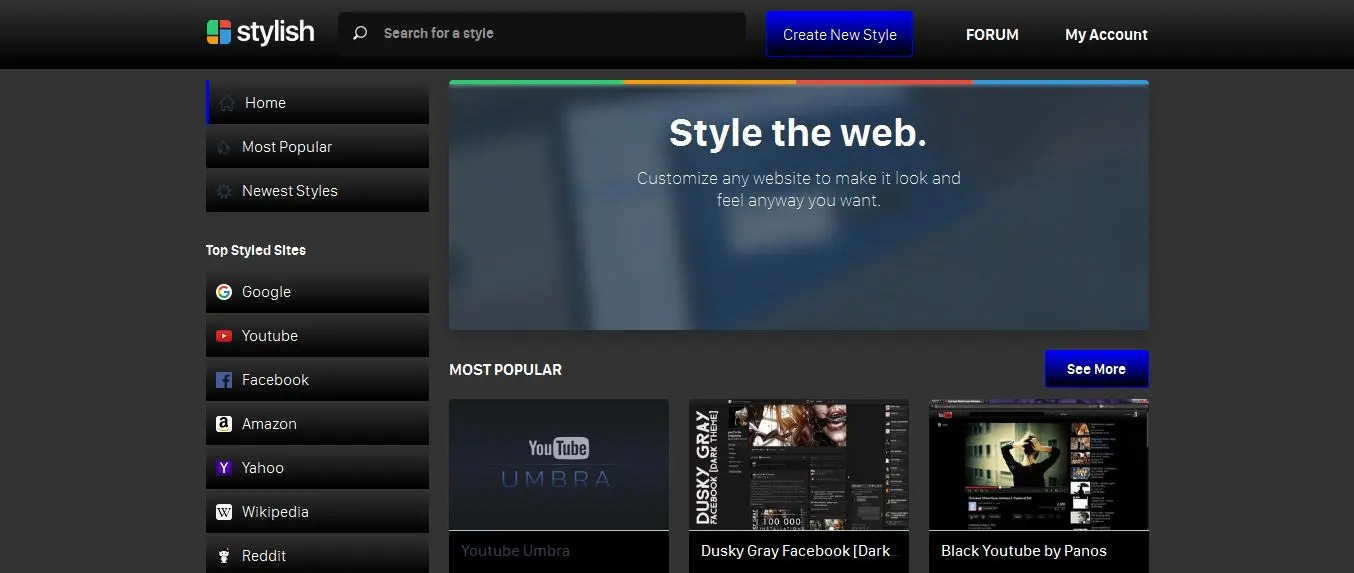 stylish
Search for a style
Create New Style
FORUM
My Account
Home
Most Popular
Newest Styles
Top Styled Sites
Google
Youtube
Facebook
Amazon
Yahoo
Wikipedia
Reddit
Style the web.
Customize any website to make it look and
feel anyway you want.
MOST POPULAR
See More
YouTube
UMBRA
Youtube Umbra
DUSKY GRAY
FACEBOOK [DARK THEME]
100 000
INSTALLATIONS
Dusky Gray Facebook [Dark...
Black Youtube by Panos